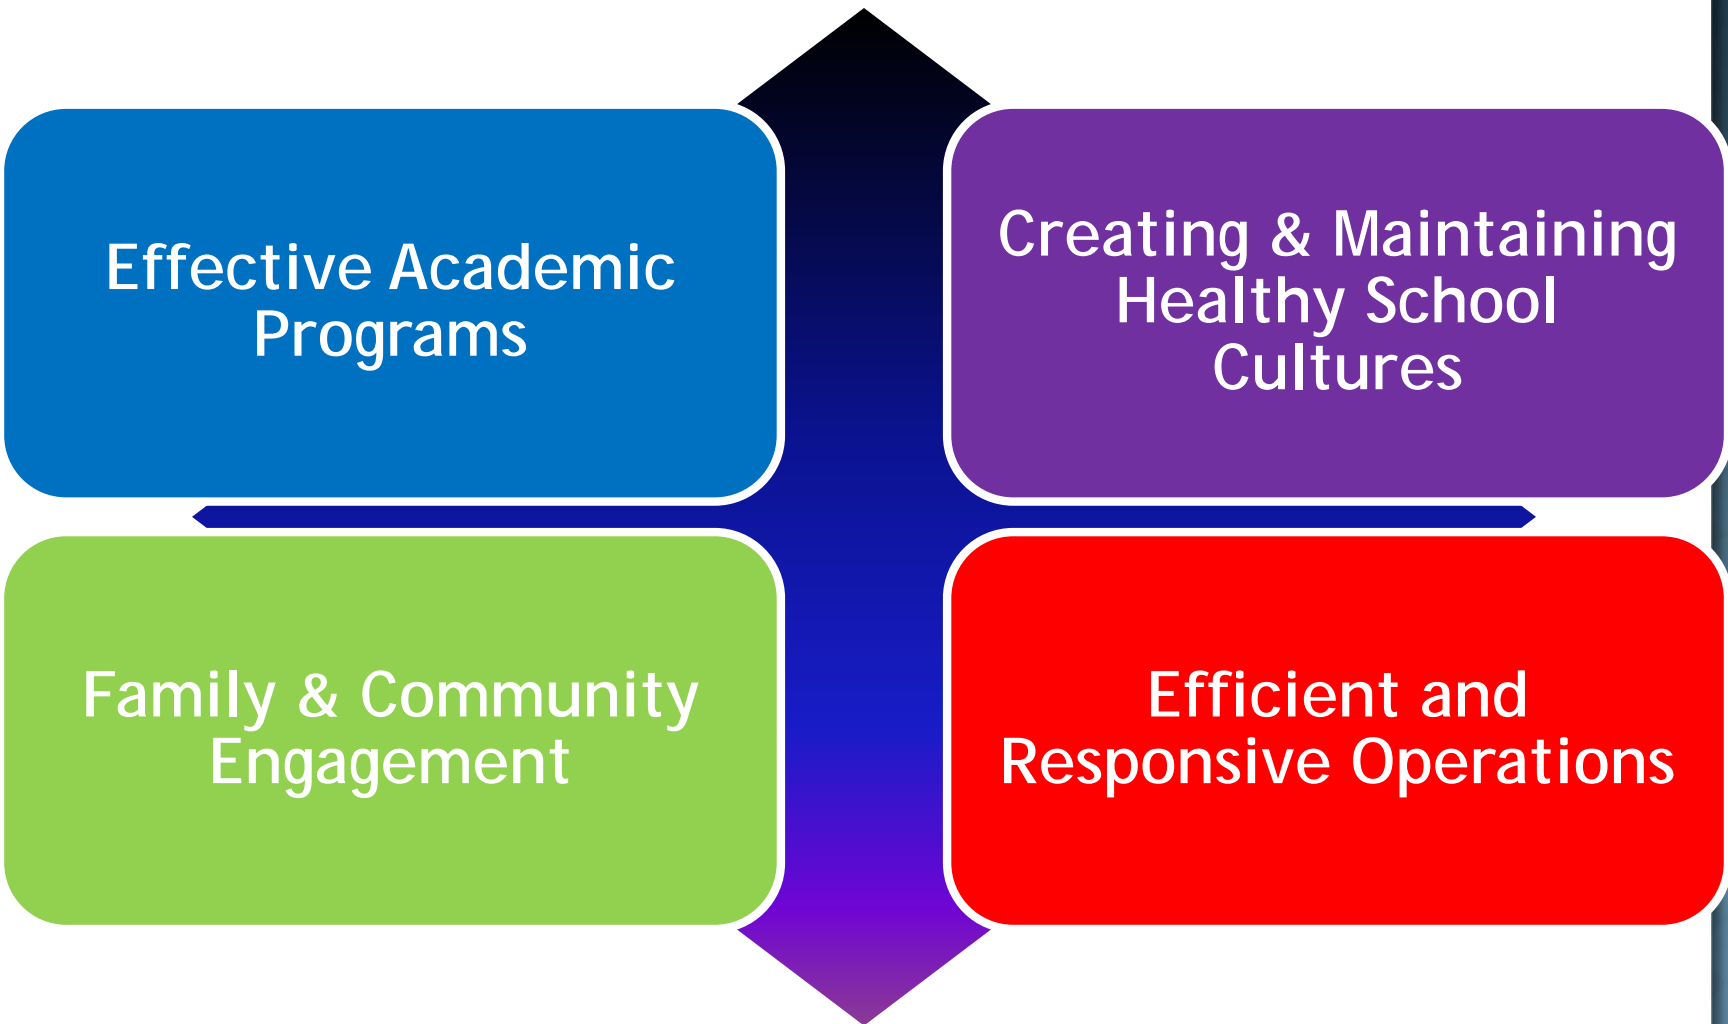 Effective Academic
Programs
Creating & Maintaining
Healthy School
Cultures
Family & Community
Engagement
Efficient and
Responsive Operations